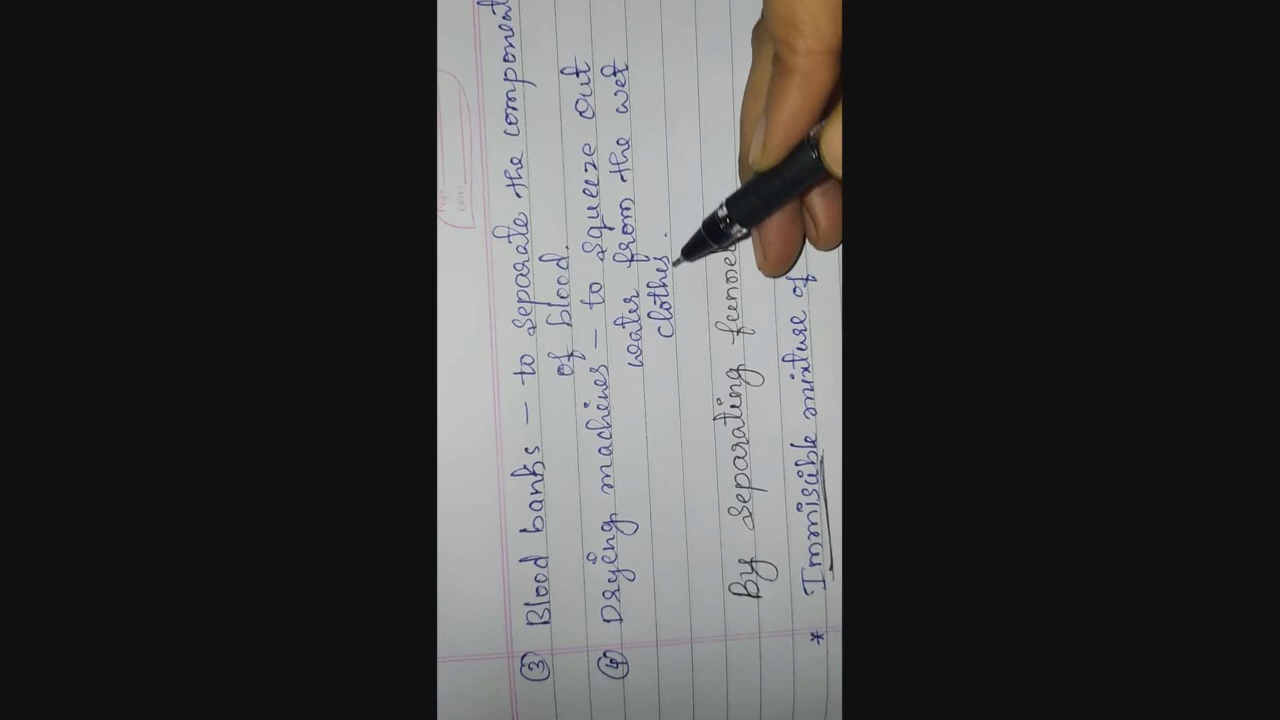 ③ Blood banks – to separate the component
of blood.
④ Drying machines – to squeeze out
water from the wet
clothes.
By separating funnel
* Immiscible mixture of